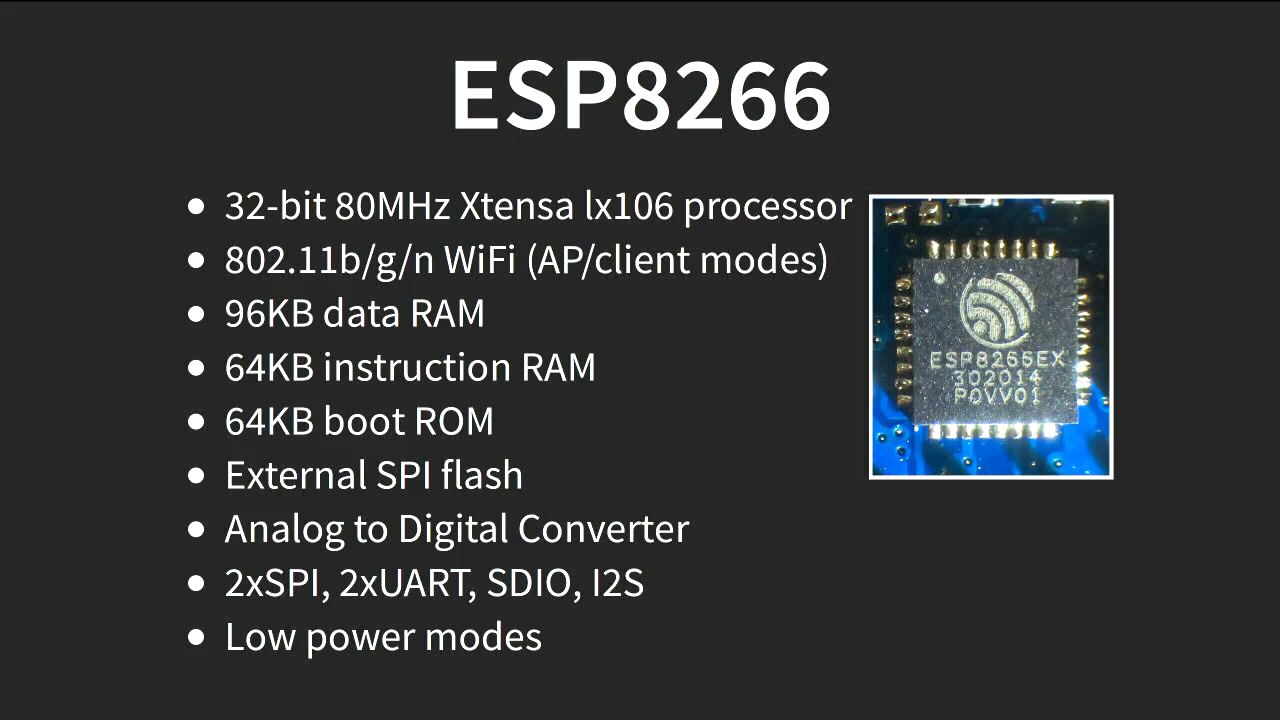 ESP8266
32-bit 80MHz Xtensa lx106 processor
802.11b/g/n WiFi (AP/client modes)
96KB data RAM
64KB instruction RAM
64KB boot ROM
External SPI flash
Analog to Digital Converter
2xSPI, 2xUART, SDIO, I2S
Low power modes
ESP8266EX
302014
P0VV01